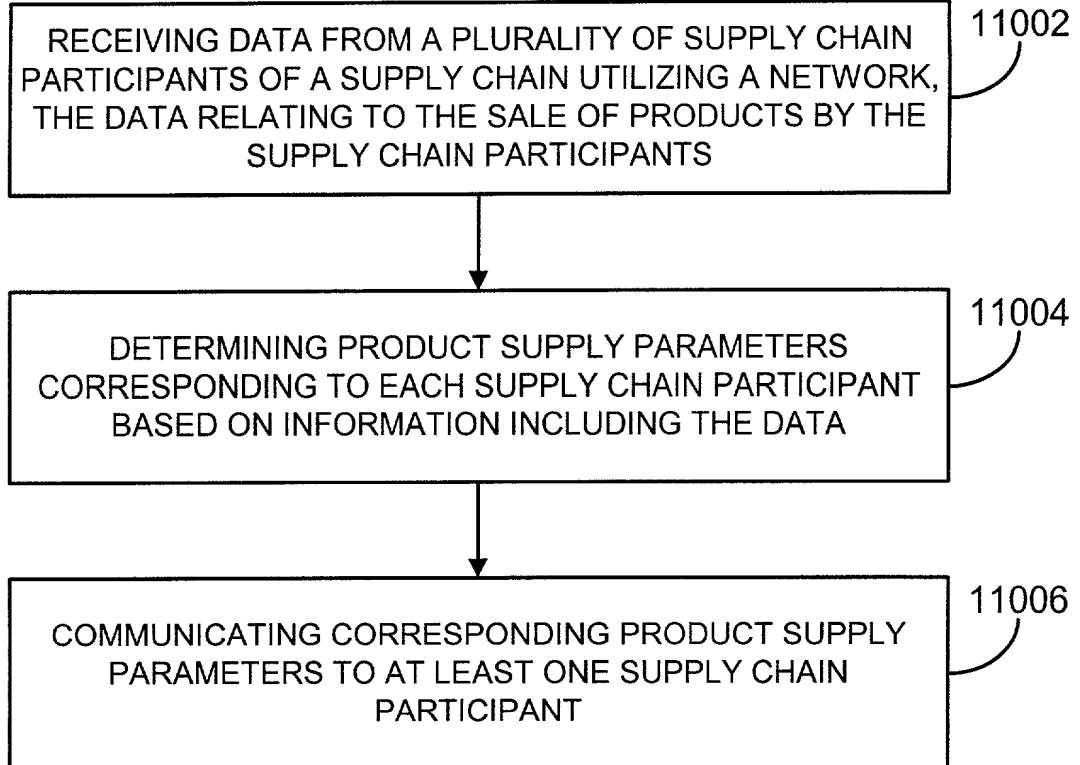 RECEIVING DATA FROM A PLURALITY OF SUPPLY CHAIN
PARTICIPANTS OF A SUPPLY CHAIN UTILIZING A NETWORK,
THE DATA RELATING TO THE SALE OF PRODUCTS BY THE
SUPPLY CHAIN PARTICIPANTS
11002
DETERMINING PRODUCT SUPPLY PARAMETERS
CORRESPONDING TO EACH SUPPLY CHAIN PARTICIPANT
BASED ON INFORMATION INCLUDING THE DATA
11004
COMMUNICATING CORRESPONDING PRODUCT SUPPLY
PARAMETERS TO AT LEAST ONE SUPPLY CHAIN
PARTICIPANT
11006